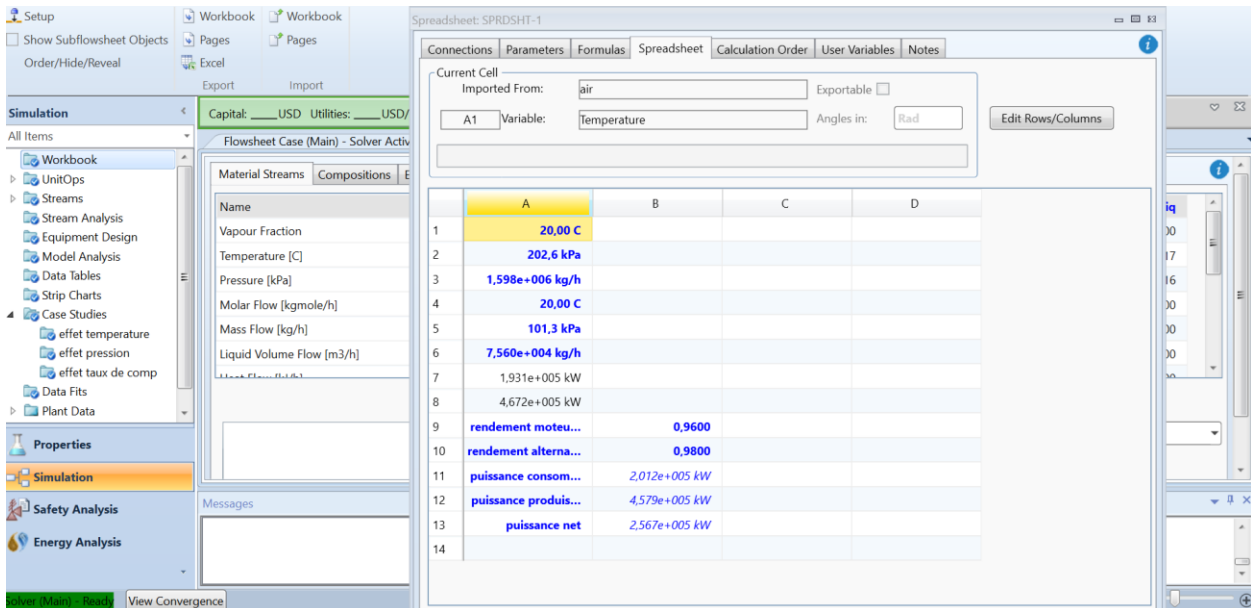 Setup
Show Subflowsheet Objects
Order/Hide/Reveal
Workbook
Pages
Excel
Export
Workbook
Pages
Import
Simulation
All Items
Workbook
UnitOps
Streams
Stream Analysis
Equipment Design
Model Analysis
Data Tables
Strip Charts
Case Studies
effet temperature
effet pression
effet taux de comp
Data Fits
Plant Data
Properties
Simulation
Safety Analysis
Energy Analysis
Solver (Main) - Ready
View Convergence
Capital: ____USD Utilities: ____USD/
Flowsheet Case (Main) - Solver Activ
Material Streams
Compositions
Name
Vapour Fraction
Temperature [C]
Pressure [kPa]
Molar Flow [kgmole/h]
Mass Flow [kg/h]
Liquid Volume Flow [m3/h]
Messages
Spreadsheet: SPRDSHT-1
Connections
Parameters
Formulas
Spreadsheet
Calculation Order
User Variables
Notes
Current Cell
Imported From:
air
Exportable
A1
Variable:
Temperature
Angles in:
Rad
Edit Rows/Columns
A B C D
1 20,00 C
2 202,6 kPa
3 1,598e+006 kg/h
4 20,00 C
5 101,3 kPa
6 7,560e+004 kg/h
7 1,931e+005 kW
8 4,672e+005 kW
9 rendement moteu... 0,9600
10 rendement alterna... 0,9800
11 puissance consom... 2,012e+005 kW
12 puissance produis... 4,579e+005 kW
13 puissance net 2,567e+005 kW
14
iq
00
17
16
00
00
00